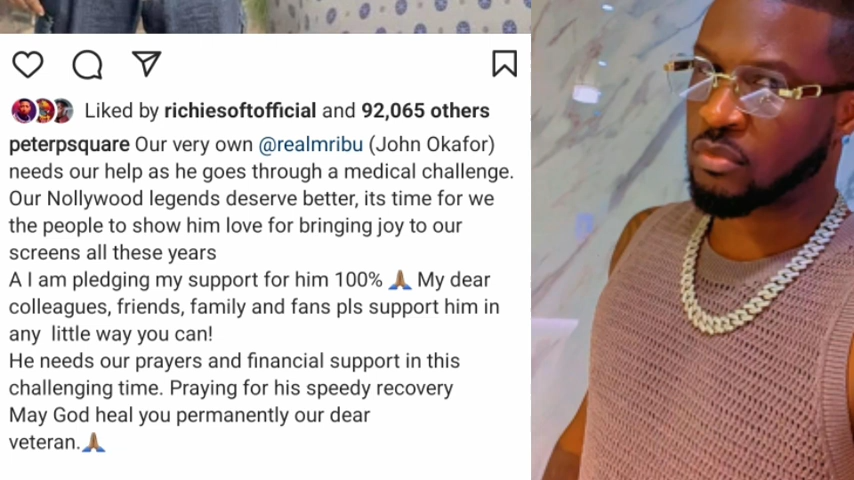 Liked by richiesoftofficial and 92,065 others
peterpsquare Our very own @realmribu (John Okafor)
needs our help as he goes through a medical challenge.
Our Nollywood legends deserve better, its time for we
the people to show him love for bringing joy to our
screens all these years
A I am pledging my support for him 100% 🙏🏾 My dear
colleagues, friends, family and fans pls support him in
any  little way you can!
He needs our prayers and financial support in this
challenging time. Praying for his speedy recovery
May God heal you permanently our dear
veteran.🙏🏾